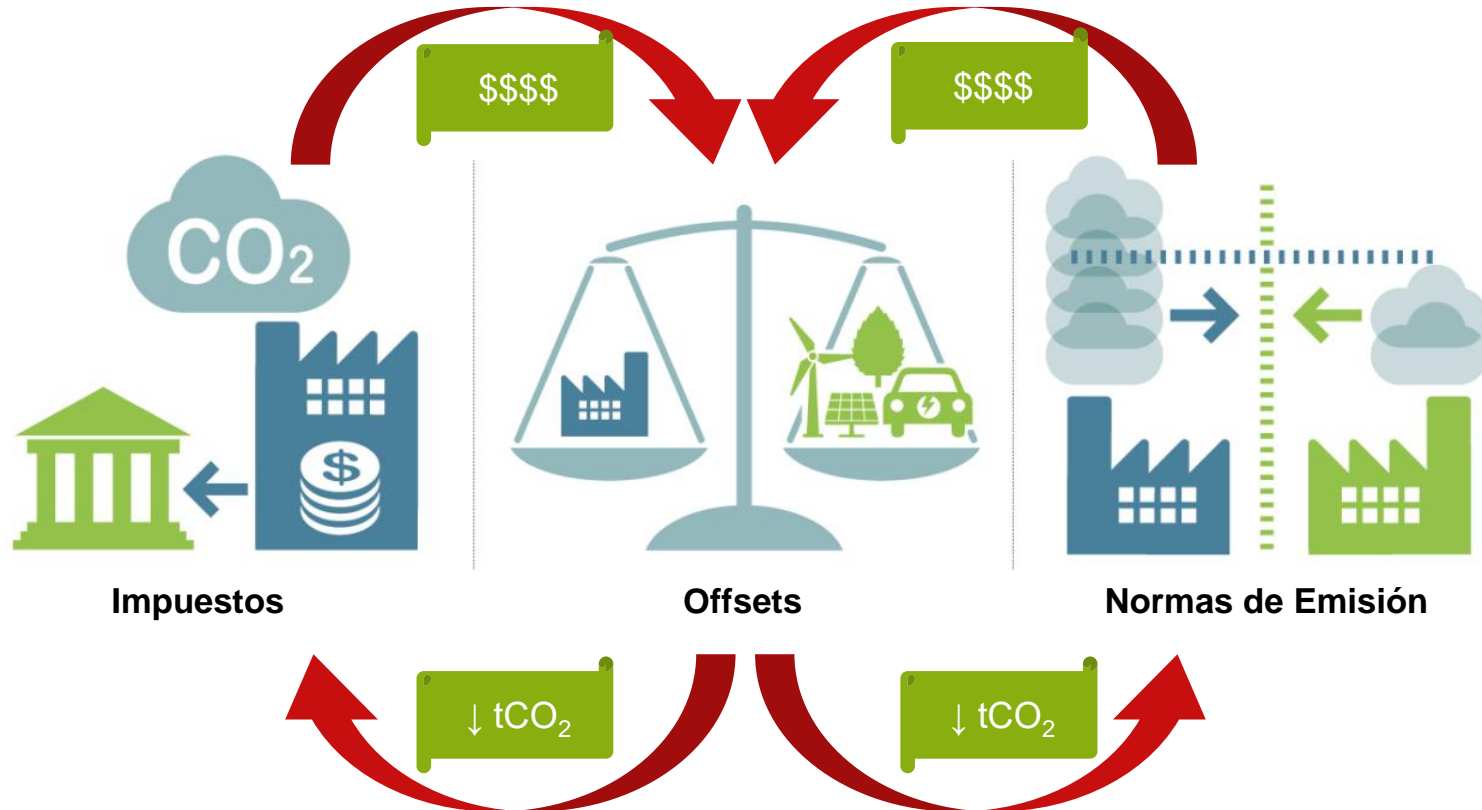 $$$$
$$$$
CO₂
$
Impuestos
Offsets
Normas de Emisión
↓ tCO₂
↓ tCO₂